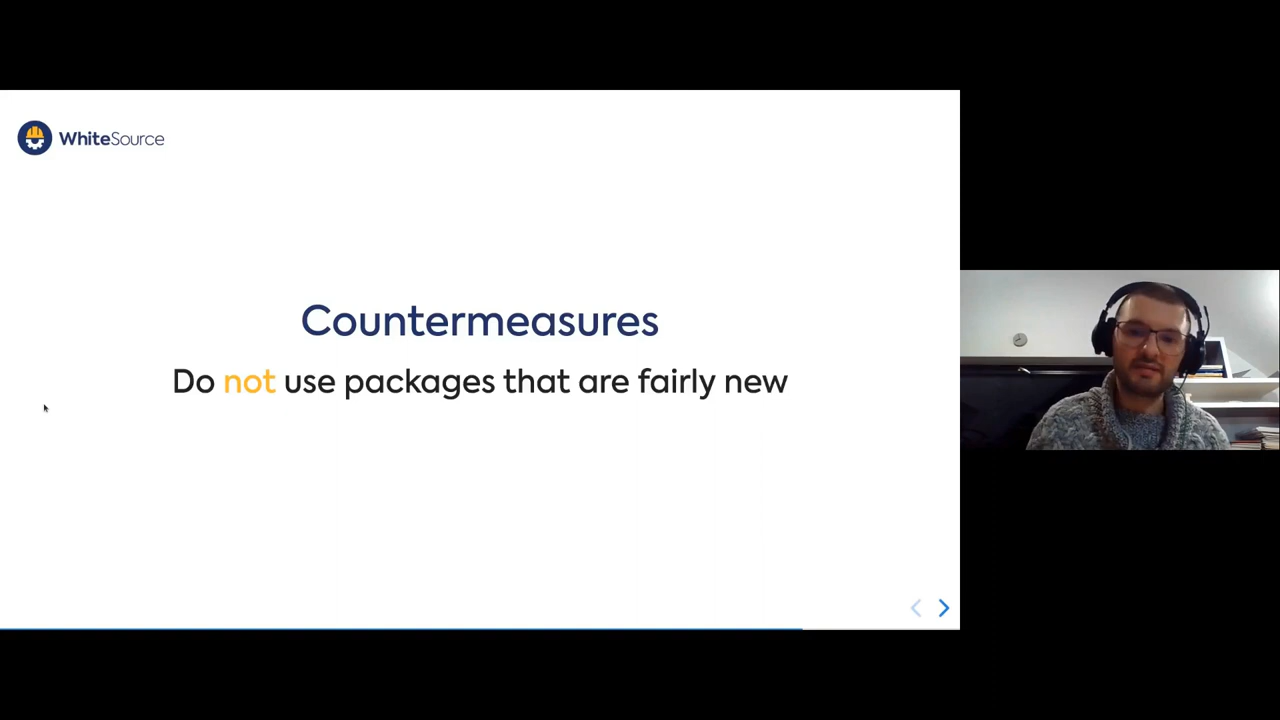 WhiteSource
Countermeasures
Do not use packages that are fairly new